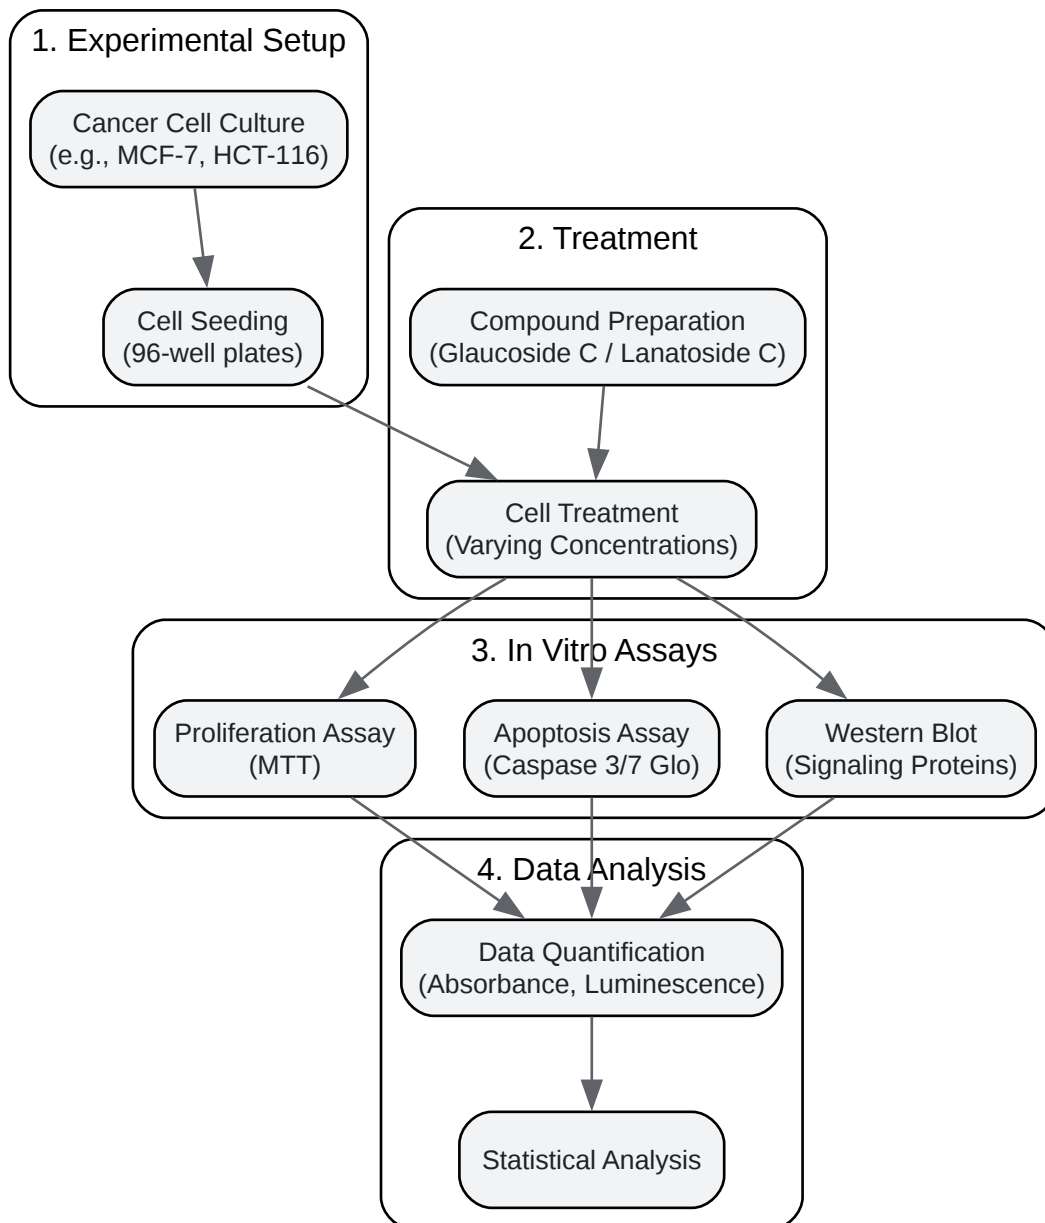 1. Experimental Setup
Cancer Cell Culture
(e.g., MCF-7, HCT-116)
Cell Seeding
(96-well plates)
2. Treatment
Compound Preparation
(Glaucoside C / Lanatoside C)
Cell Treatment
(Varying Concentrations)
3. In Vitro Assays
Proliferation Assay
(MTT)
Apoptosis Assay
(Caspase 3/7 Glo)
Western Blot
(Signaling Proteins)
4. Data Analysis
Data Quantification
(Absorbance, Luminescence)
Statistical Analysis